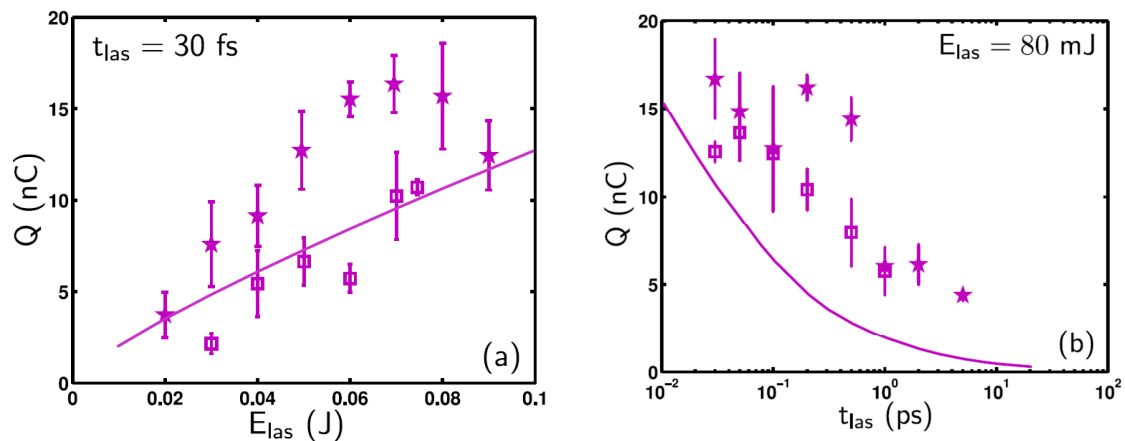 20
15
10
5
0
Q (nC)
t_las = 30 fs
(a)
0 0.02 0.04 0.06 0.08 0.1
E_las (J)
20
15
10
5
0
Q (nC)
E_las = 80 mJ
(b)
10^-2 10^-1 10^0 10^1 10^2
t_las (ps)